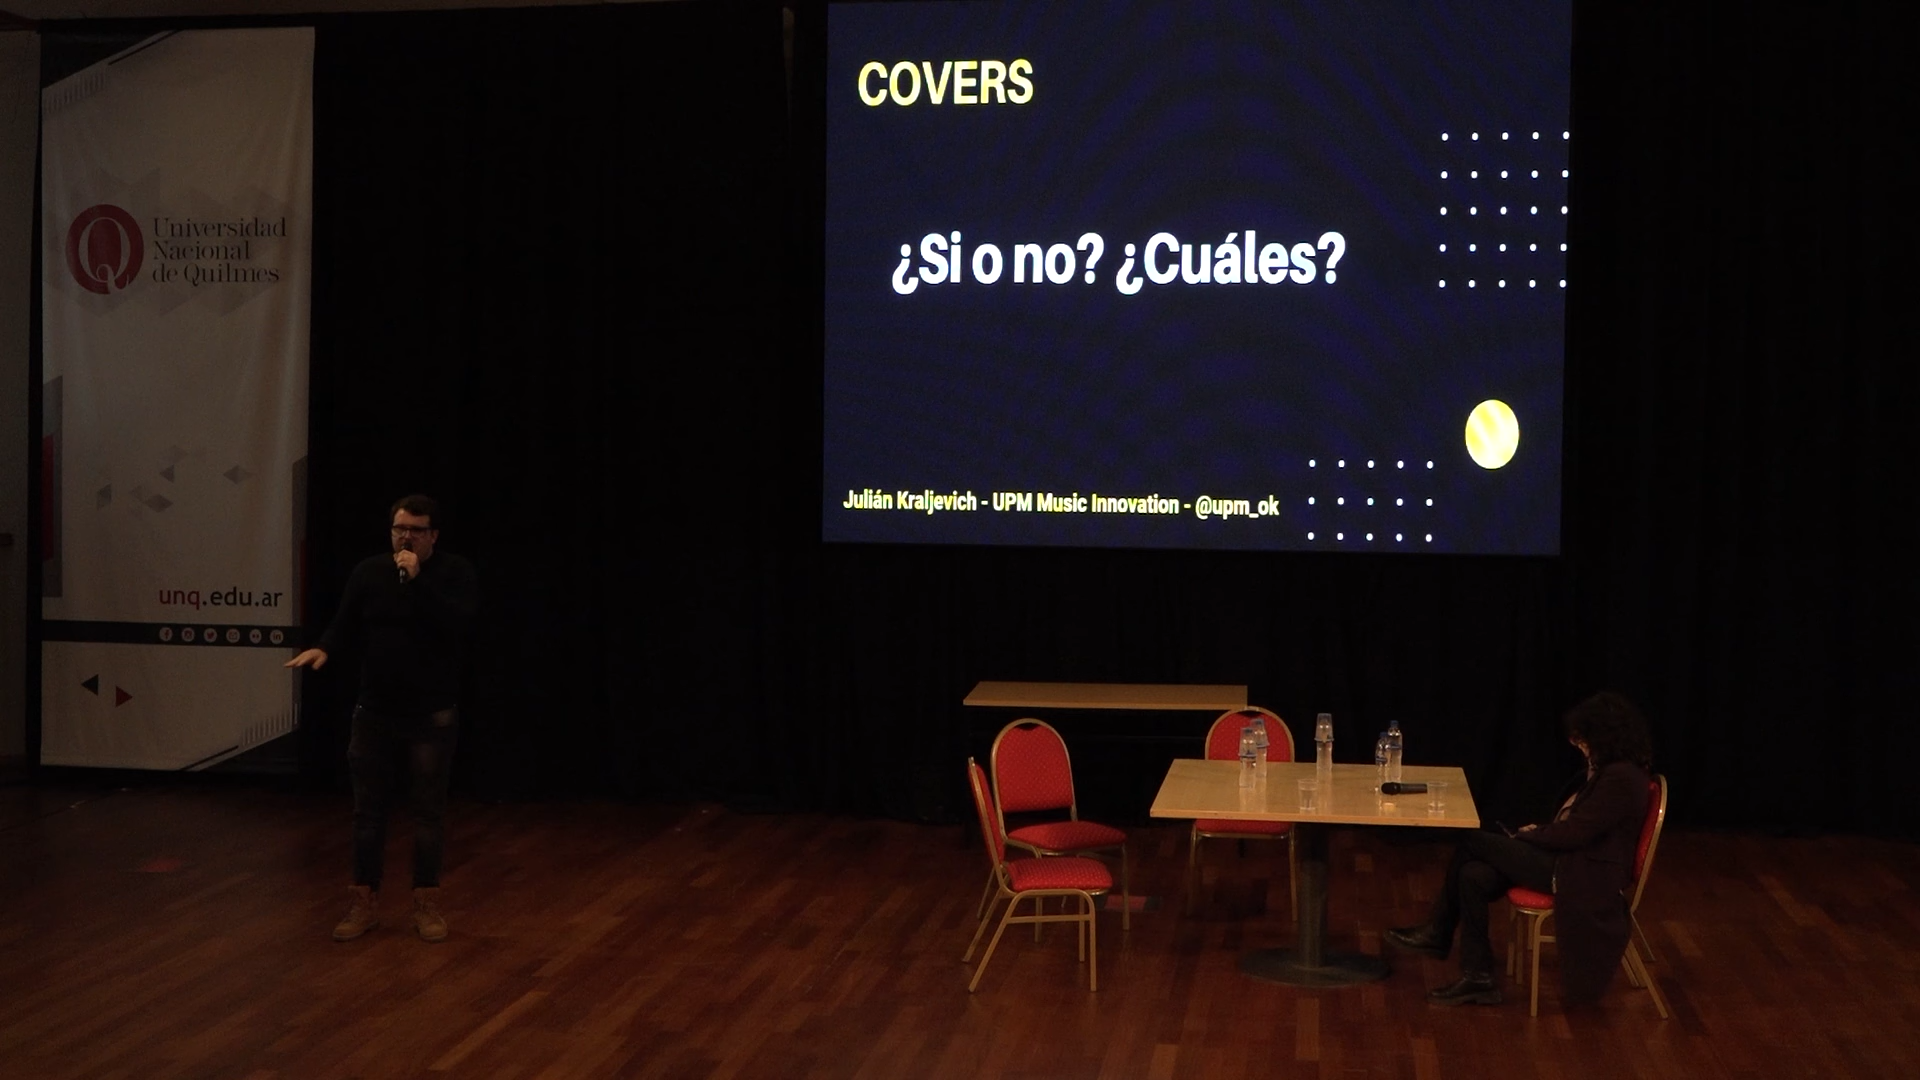 Universidad
Nacional
de Quilmes
unq.edu.ar
COVERS
¿Si o no? ¿Cuáles?
Julián Kraljevich - UPM Music Innovation - @upm_ok